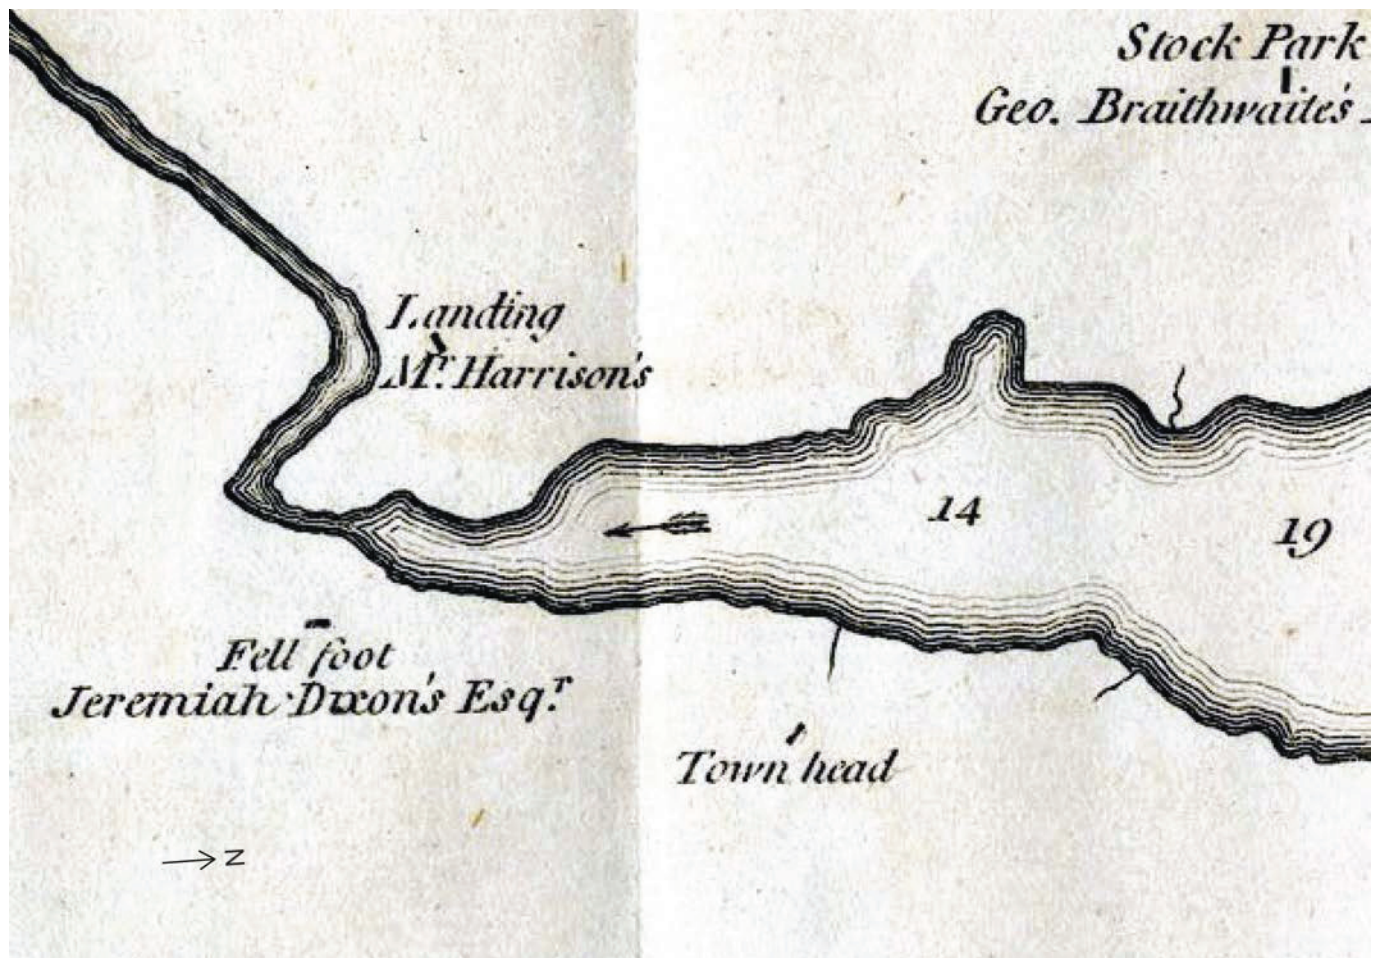 Stock Park
Geo. Braithwaite's
Landing
Mr. Harrison's
14
19
Fell foot
Jeremiah Dixon's Esqr.
Town head
N